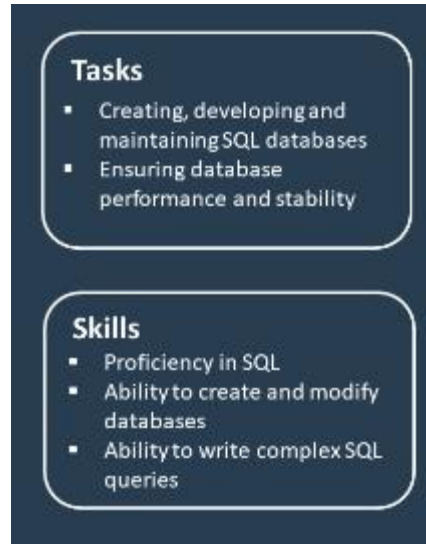 Tasks
▪ Creating, developing and
maintaining SQL databases
▪ Ensuring database
performance and stability
Skills
▪ Proficiency in SQL
▪ Ability to create and modify
databases
▪ Ability to write complex SQL
queries